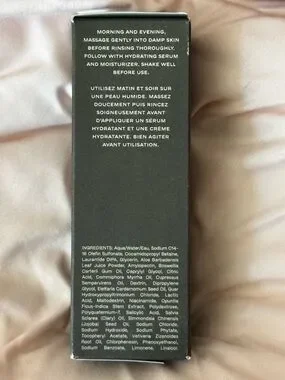 MORNING AND EVENING,
MASSAGE GENTLY INTO DAMP SKIN
BEFORE RINSING THOROUGHLY.
FOLLOW WITH HYDRATING SERUM
AND MOISTURIZER. SHAKE WELL
BEFORE USE.
UTILISEZ MATIN ET SOIR SUR
UNE PEAU HUMIDE. MASSEZ
DOUCEMENT PUIS RINCEZ
SOIGNEUSEMENT AVANT
D'APPLIQUER UN SÉRUM
HYDRATANT ET UNE CRÈME
HYDRATANTE. BIEN AGITER
AVANT UTILISATION.
INGREDIENTS: Aqua/Water/Eau, Sodium C14-
16 Olefin Sulfonate, Cocamidopropyl Betaine,
Lauramide DIPA, Glycerin, Aloe Barbadensis
Leaf Juice Powder, Amylopectin, Boswellia
Carterii Gum Oil, Caprylyl Glycol, Citric
Acid, Commiphora Myrrha Oil, Cupressus
Sempervirens Oil, Dextrin, Dipropylene
Glycol, Elettaria Cardamomum Seed Oil, Guar
Hydroxypropyltrimonium Chloride, Lactic
Acid, Maltodextrin, Niacinamide, Opuntia
Ficus-Indica Stem Extract, Polydextrose,
Polyquaternium-7, Salicylic Acid, Salvia
Sclarea (Clary) Oil, Simmondsia Chinensis
(Jojoba) Seed Oil, Sodium Chloride,
Sodium Hydroxide, Sodium Phytate,
Tocopheryl Acetate, Vetiveria Zizanoides
Root Oil, Chlorphenesin, Phenoxyethanol,
Sodium Benzoate, Limonene, Linalool